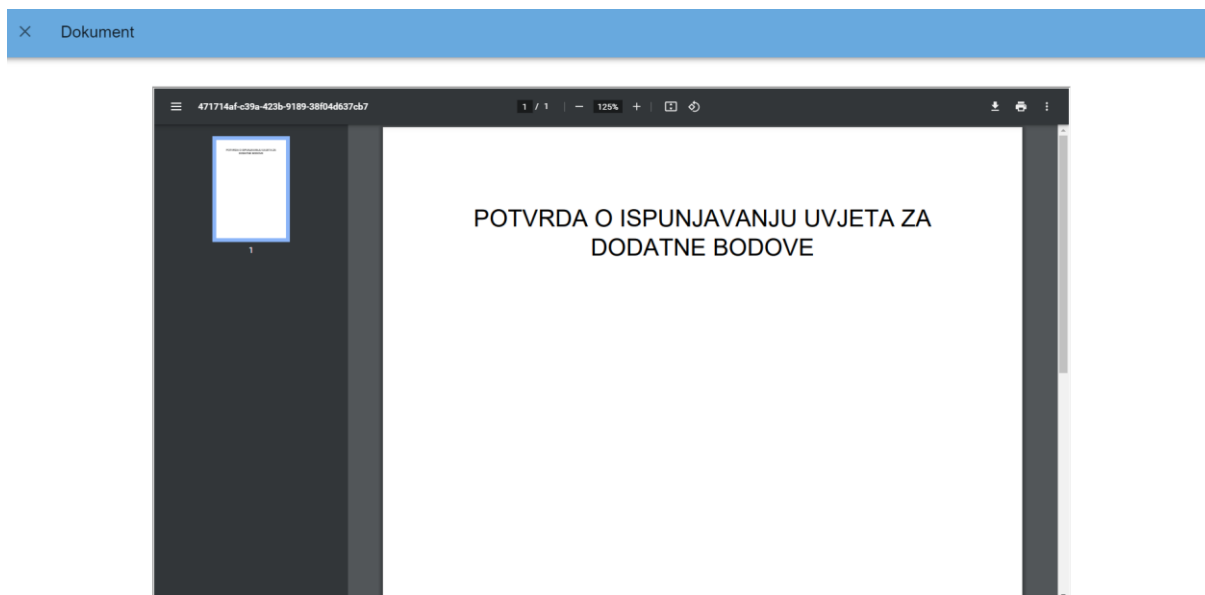 Dokument
471714af-c39a-423b-9189-38f04d637cb7
1 / 1
125%
1
POTVRDA O ISPUNJAVANJU UVJETA ZA
DODATNE BODOVE